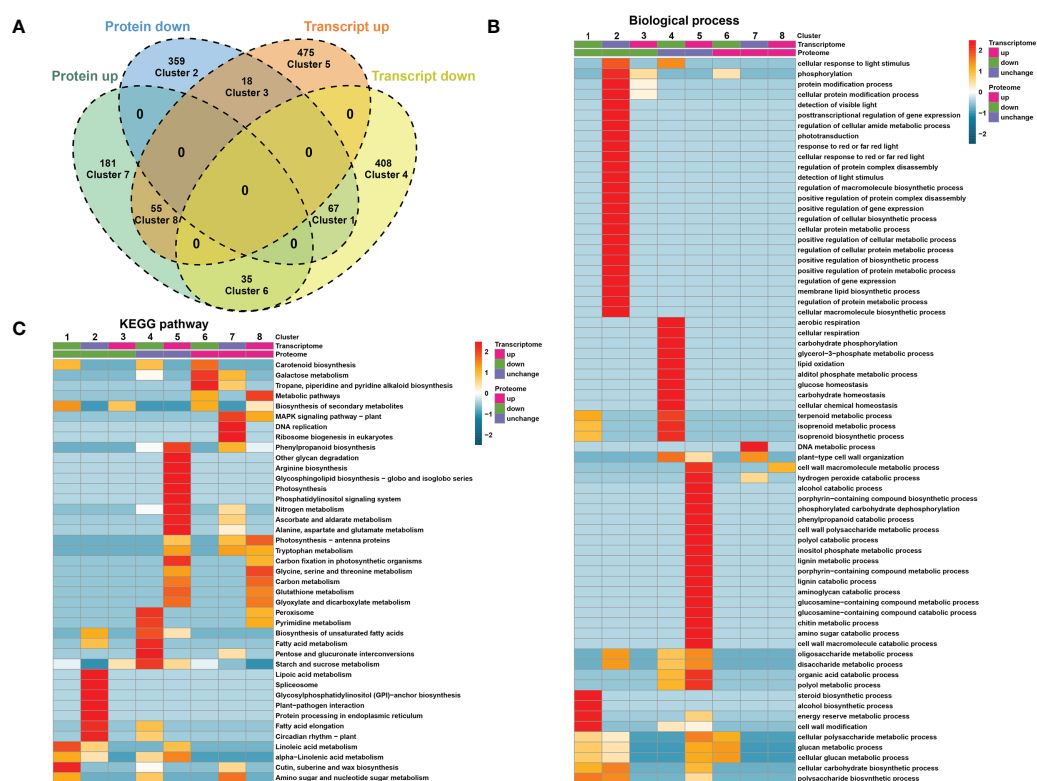 A
Protein down
Transcript up
Protein up
Transcript down
359
Cluster 2
475
Cluster 5
18
Cluster 3
0
0
0
0
181
Cluster 7
408
Cluster 4
0
55
Cluster 8
67
Cluster 1
0
0
35
Cluster 6
B
Biological process
1 2 3 4 5 6 7 8
Cluster
Transcriptome
Proteome
cellular response to light stimulus
phosphorylation
protein modification process
cellular protein modification process
detection of visible light
posttranscriptional regulation of gene expression
regulation of cellular amide metabolic process
phototransduction
response to red or far red light
cellular response to red or far red light
regulation of protein complex disassembly
detection of light stimulus
regulation of macromolecule biosynthetic process
positive regulation of protein complex disassembly
positive regulation of gene expression
regulation of cellular biosynthetic process
cellular protein metabolic process
positive regulation of cellular metabolic process
regulation of cellular protein metabolic process
positive regulation of biosynthetic process
positive regulation of protein metabolic process
regulation of gene expression
membrane lipid biosynthetic process
regulation of protein metabolic process
cellular macromolecule biosynthetic process
aerobic respiration
cellular respiration
carbohydrate phosphorylation
glycerol−3−phosphate metabolic process
lipid oxidation
alditol phosphate metabolic process
glucose homeostasis
carbohydrate homeostasis
cellular chemical homeostasis
terpenoid metabolic process
isoprenoid metabolic process
isoprenoid biosynthetic process
DNA metabolic process
plant−type cell wall organization
cell wall macromolecule metabolic process
hydrogen peroxide catabolic process
alcohol catabolic process
porphyrin−containing compound biosynthetic process
phosphorylated carbohydrate dephosphorylation
phenylpropanoid catabolic process
cell wall polysaccharide metabolic process
polyol catabolic process
inositol phosphate metabolic process
lignin metabolic process
porphyrin−containing compound metabolic process
lignin catabolic process
aminoglycan catabolic process
glucosamine−containing compound metabolic process
glucosamine−containing compound catabolic process
chitin metabolic process
amino sugar catabolic process
cell wall macromolecule catabolic process
oligosaccharide metabolic process
disaccharide metabolic process
organic acid catabolic process
polyol metabolic process
steroid biosynthetic process
alcohol biosynthetic process
energy reserve metabolic process
cell wall modification
cellular polysaccharide metabolic process
glucan metabolic process
cellular glucan metabolic process
cellular carbohydrate biosynthetic process
polysaccharide biosynthetic process
2
1
0
−1
−2
Transcriptome
up
down
unchange
Proteome
up
down
unchange
C
KEGG pathway
1 2 3 4 5 6 7 8
Cluster
Transcriptome
Proteome
Carotenoid biosynthesis
Galactose metabolism
Tropane, piperidine and pyridine alkaloid biosynthesis
Metabolic pathways
Biosynthesis of secondary metabolites
MAPK signaling pathway − plant
DNA replication
Ribosome biogenesis in eukaryotes
Phenylpropanoid biosynthesis
Other glycan degradation
Arginine biosynthesis
Glycosphingolipid biosynthesis − globo and isoglobo series
Photosynthesis
Phosphatidylinositol signaling system
Nitrogen metabolism
Ascorbate and aldarate metabolism
Alanine, aspartate and glutamate metabolism
Photosynthesis − antenna proteins
Tryptophan metabolism
Carbon fixation in photosynthetic organisms
Glycine, serine and threonine metabolism
Carbon metabolism
Glutathione metabolism
Glyoxylate and dicarboxylate metabolism
Peroxisome
Pyrimidine metabolism
Biosynthesis of unsaturated fatty acids
Fatty acid metabolism
Pentose and glucuronate interconversions
Starch and sucrose metabolism
Lipoic acid metabolism
Spliceosome
Glycosylphosphatidylinositol (GPI)−anchor biosynthesis
Plant−pathogen interaction
Protein processing in endoplasmic reticulum
Fatty acid elongation
Circadian rhythm − plant
Linoleic acid metabolism
alpha−Linolenic acid metabolism
Cutin, suberine and wax biosynthesis
Amino sugar and nucleotide sugar metabolism
2
1
0
−1
−2
Transcriptome
up
down
unchange
Proteome
up
down
unchange